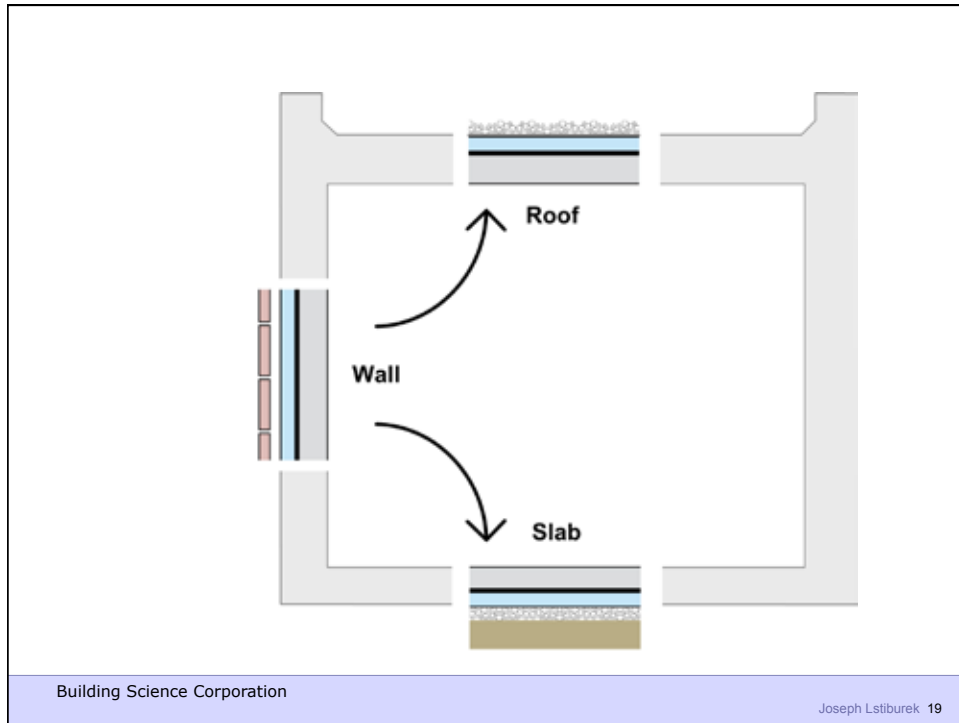 Roof
Wall
Slab
Building Science Corporation
Joseph Lstiburek 19